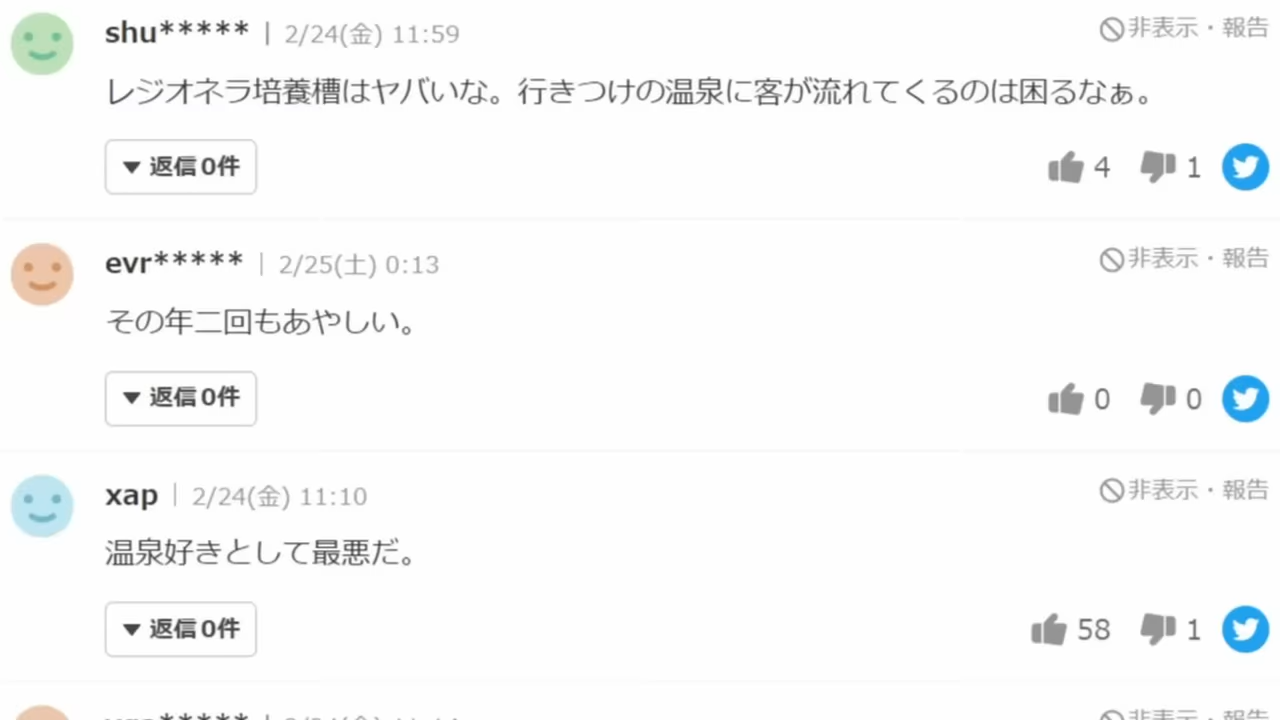 shu***** | 2/24(金) 11:59
非表示・報告
レジオネラ培養槽はヤバいな。行きつけの温泉に客が流れてくるのは困るなぁ。
▼ 返信0件
4 1
evr***** | 2/25(土) 0:13
非表示・報告
その年二回もあやしい。
▼ 返信0件
0 0
xap | 2/24(金) 11:10
非表示・報告
温泉好きとして最悪だ。
▼ 返信0件
58 1
非表示・報告